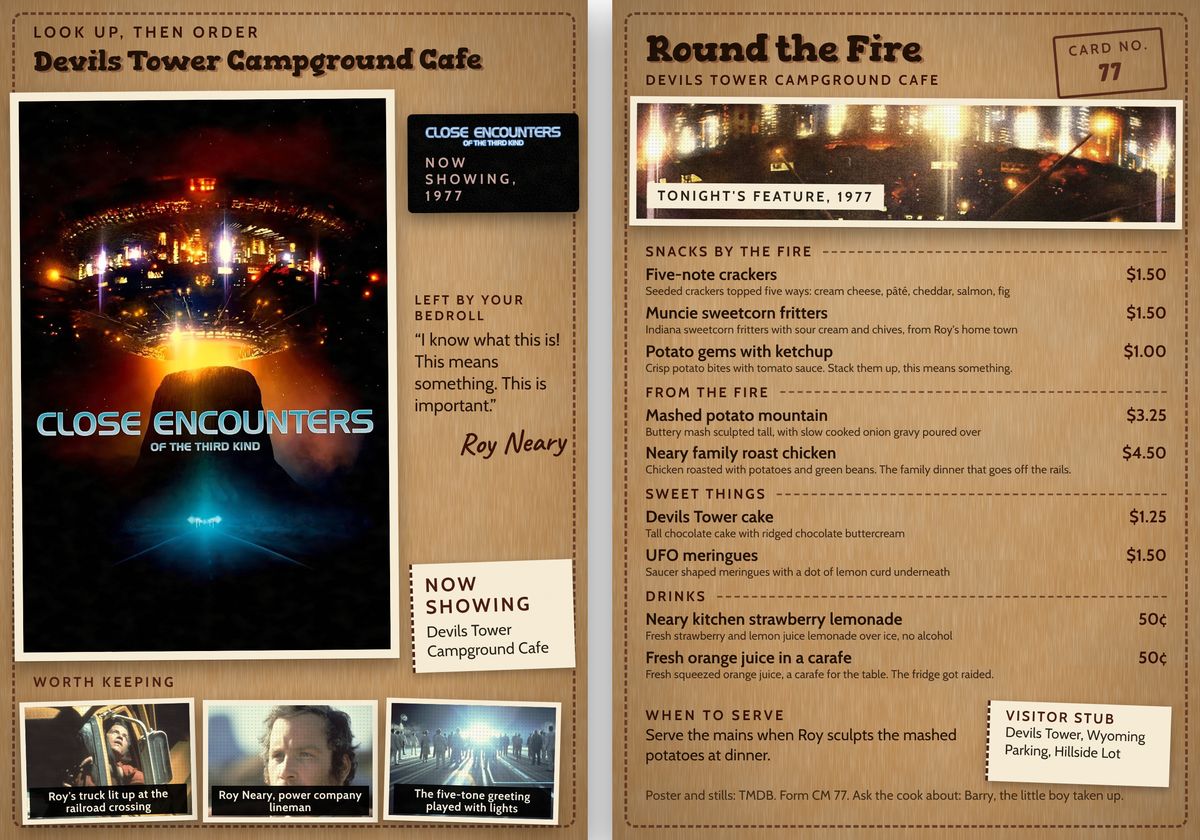 LOOK UP, THEN ORDER
Devils Tower Campground Cafe
CLOSE ENCOUNTERS
OF THE THIRD KIND
CLOSE ENCOUNTERS
OF THE THIRD KIND
NOW
SHOWING,
1977
LEFT BY YOUR
BEDROLL
“I know what this is!
This means
something. This is
important.”
Roy Neary
NOW
SHOWING
Devils Tower
Campground Cafe
WORTH KEEPING
Roy's truck lit up at the
railroad crossing
Roy Neary, power company
lineman
The five-tone greeting
played with lights
Round the Fire
DEVILS TOWER CAMPGROUND CAFE
CARD NO.
77
TONIGHT'S FEATURE, 1977
SNACKS BY THE FIRE
Five-note crackers $1.50
Seeded crackers topped five ways: cream cheese, pâté, cheddar, salmon, fig
Muncie sweetcorn fritters $1.50
Indiana sweetcorn fritters with sour cream and chives, from Roy's home town
Potato gems with ketchup $1.00
Crisp potato bites with tomato sauce. Stack them up, this means something.
FROM THE FIRE
Mashed potato mountain $3.25
Buttery mash sculpted tall, with slow cooked onion gravy poured over
Neary family roast chicken $4.50
Chicken roasted with potatoes and green beans. The family dinner that goes off the rails.
SWEET THINGS
Devils Tower cake $1.25
Tall chocolate cake with ridged chocolate buttercream
UFO meringues $1.50
Saucer shaped meringues with a dot of lemon curd underneath
DRINKS
Neary kitchen strawberry lemonade 50¢
Fresh strawberry and lemon juice lemonade over ice, no alcohol
Fresh orange juice in a carafe 50¢
Fresh squeezed orange juice, a carafe for the table. The fridge got raided.
WHEN TO SERVE
Serve the mains when Roy sculpts the mashed
potatoes at dinner.
VISITOR STUB
Devils Tower, Wyoming
Parking, Hillside Lot
Poster and stills: TMDB. Form CM 77. Ask the cook about: Barry, the little boy taken up.